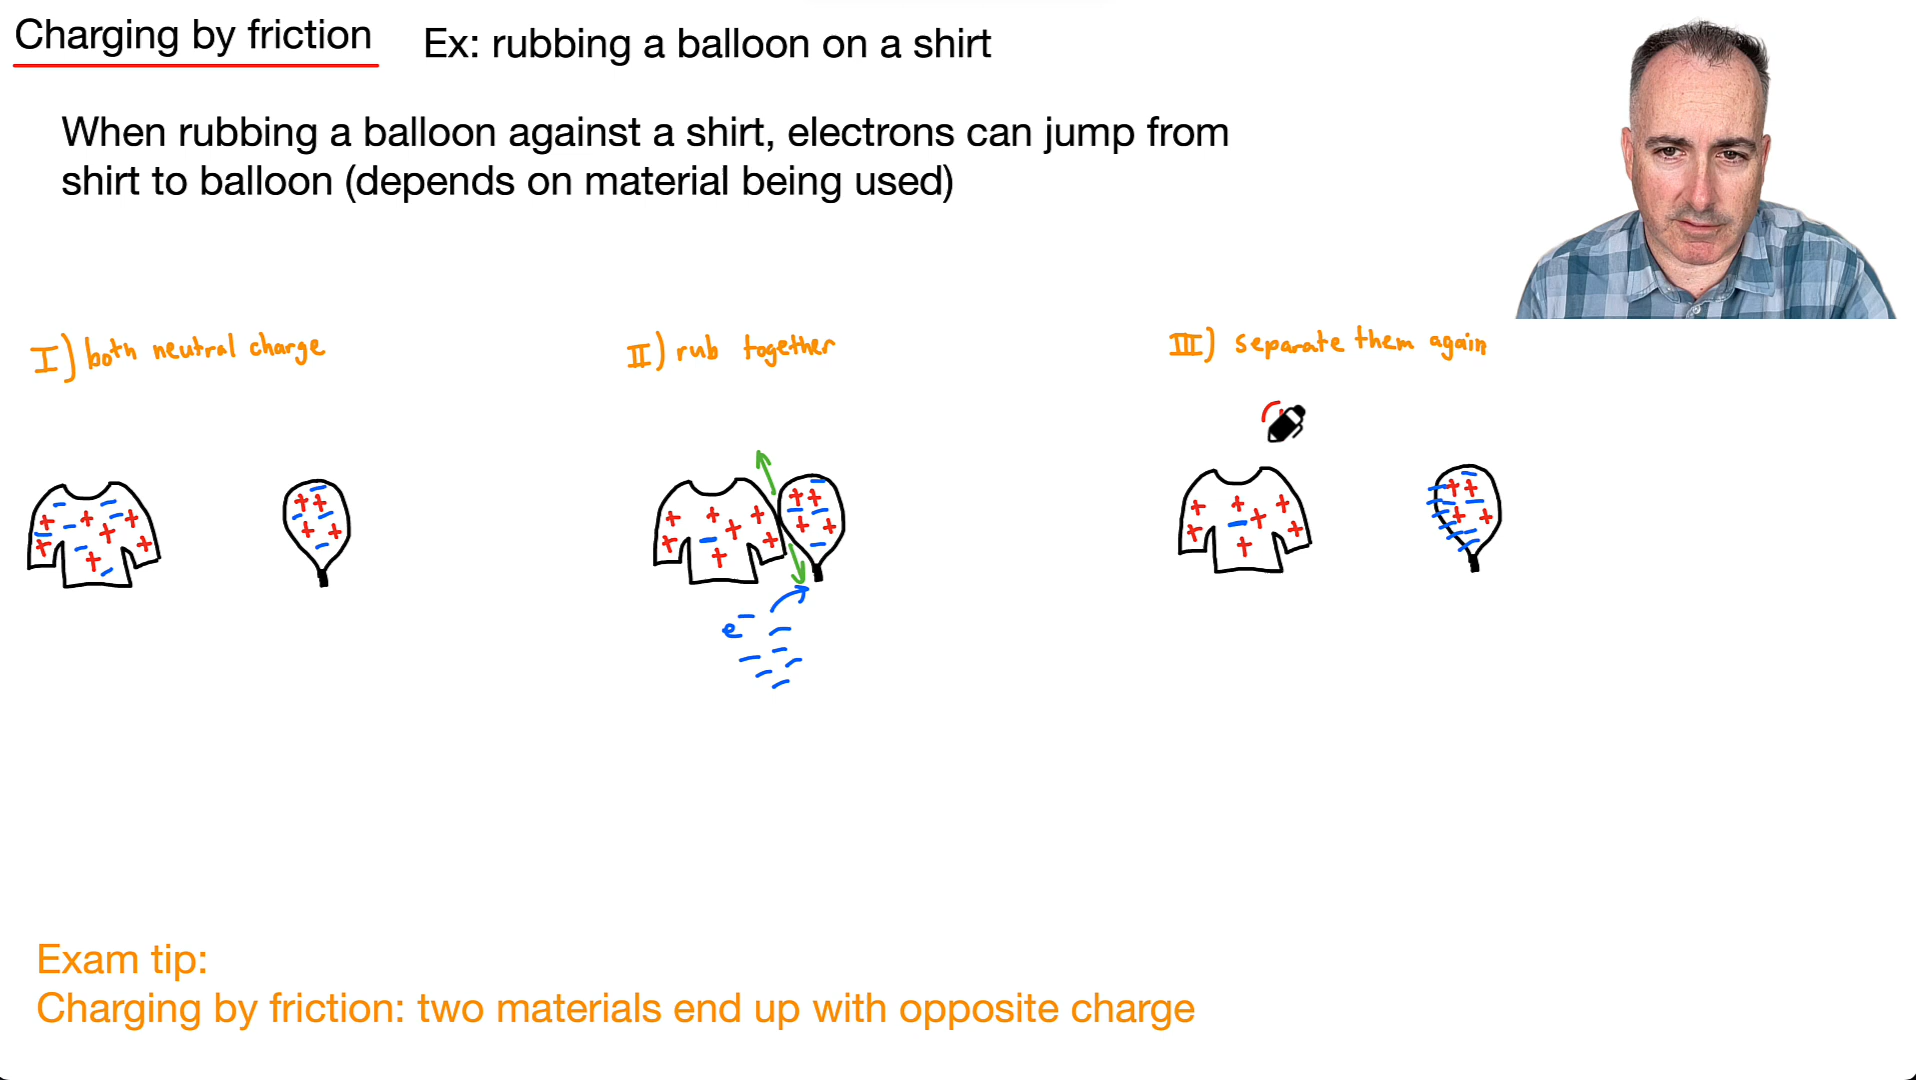 Charging by friction Ex: rubbing a balloon on a shirt
When rubbing a balloon against a shirt, electrons can jump from
shirt to balloon (depends on material being used)
I) both neutral charge
II) rub together
III) separate them again
e⁻
Exam tip:
Charging by friction: two materials end up with opposite charge